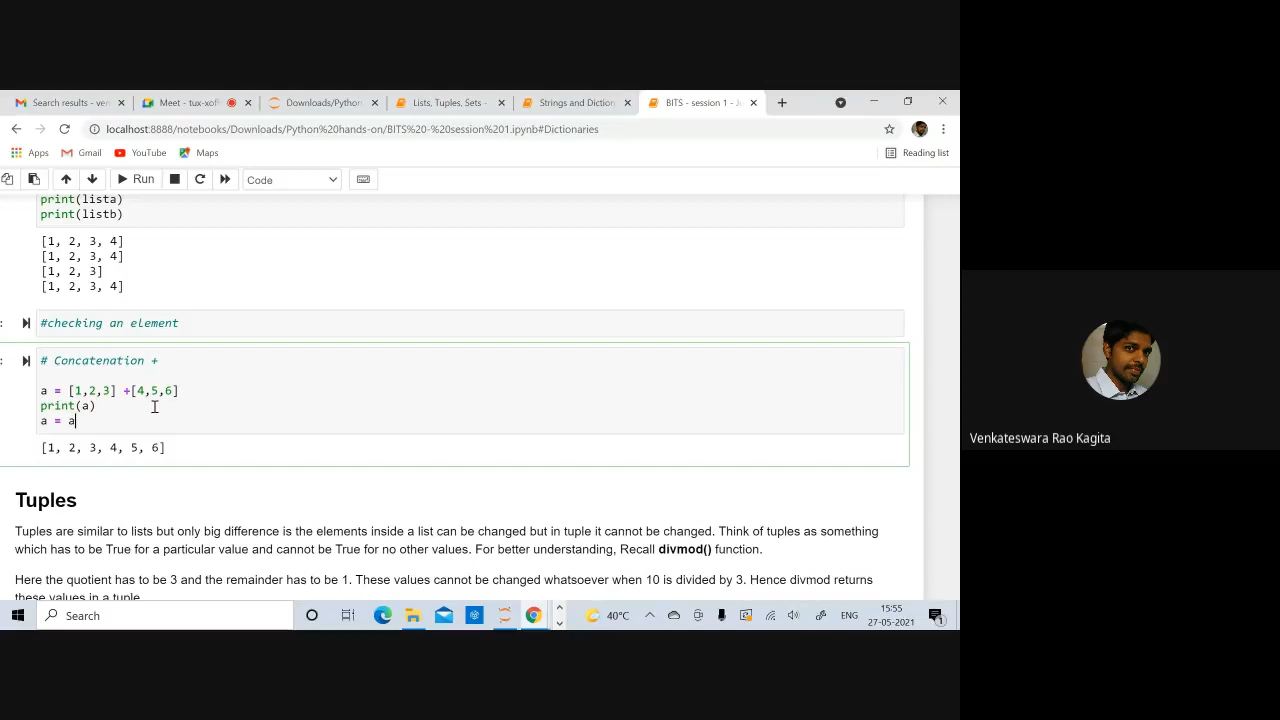 Search results - ven
Meet - tux-xoff
Downloads/Python
Lists, Tuples, Sets -
Strings and Diction
BITS - session 1 - Ju
localhost:8888/notebooks/Downloads/Python%20hands-on/BITS%20-%20session%201.ipynb#Dictionaries
Apps
Gmail
YouTube
Maps
Reading list
Run
Code
print(lista)
print(listb)
[1, 2, 3, 4]
[1, 2, 3, 4]
[1, 2, 3]
[1, 2, 3, 4]
:
#checking an element
:
# Concatenation +
a = [1,2,3] +[4,5,6]
print(a)
a = a
[1, 2, 3, 4, 5, 6]
Tuples
Tuples are similar to lists but only big difference is the elements inside a list can be changed but in tuple it cannot be changed. Think of tuples as something
which has to be True for a particular value and cannot be True for no other values. For better understanding, Recall divmod() function.
Here the quotient has to be 3 and the remainder has to be 1. These values cannot be changed whatsoever when 10 is divided by 3. Hence divmod returns
these values in a tuple.
Search
40°C
ENG
15:55
27-05-2021
Venkateswara Rao Kagita